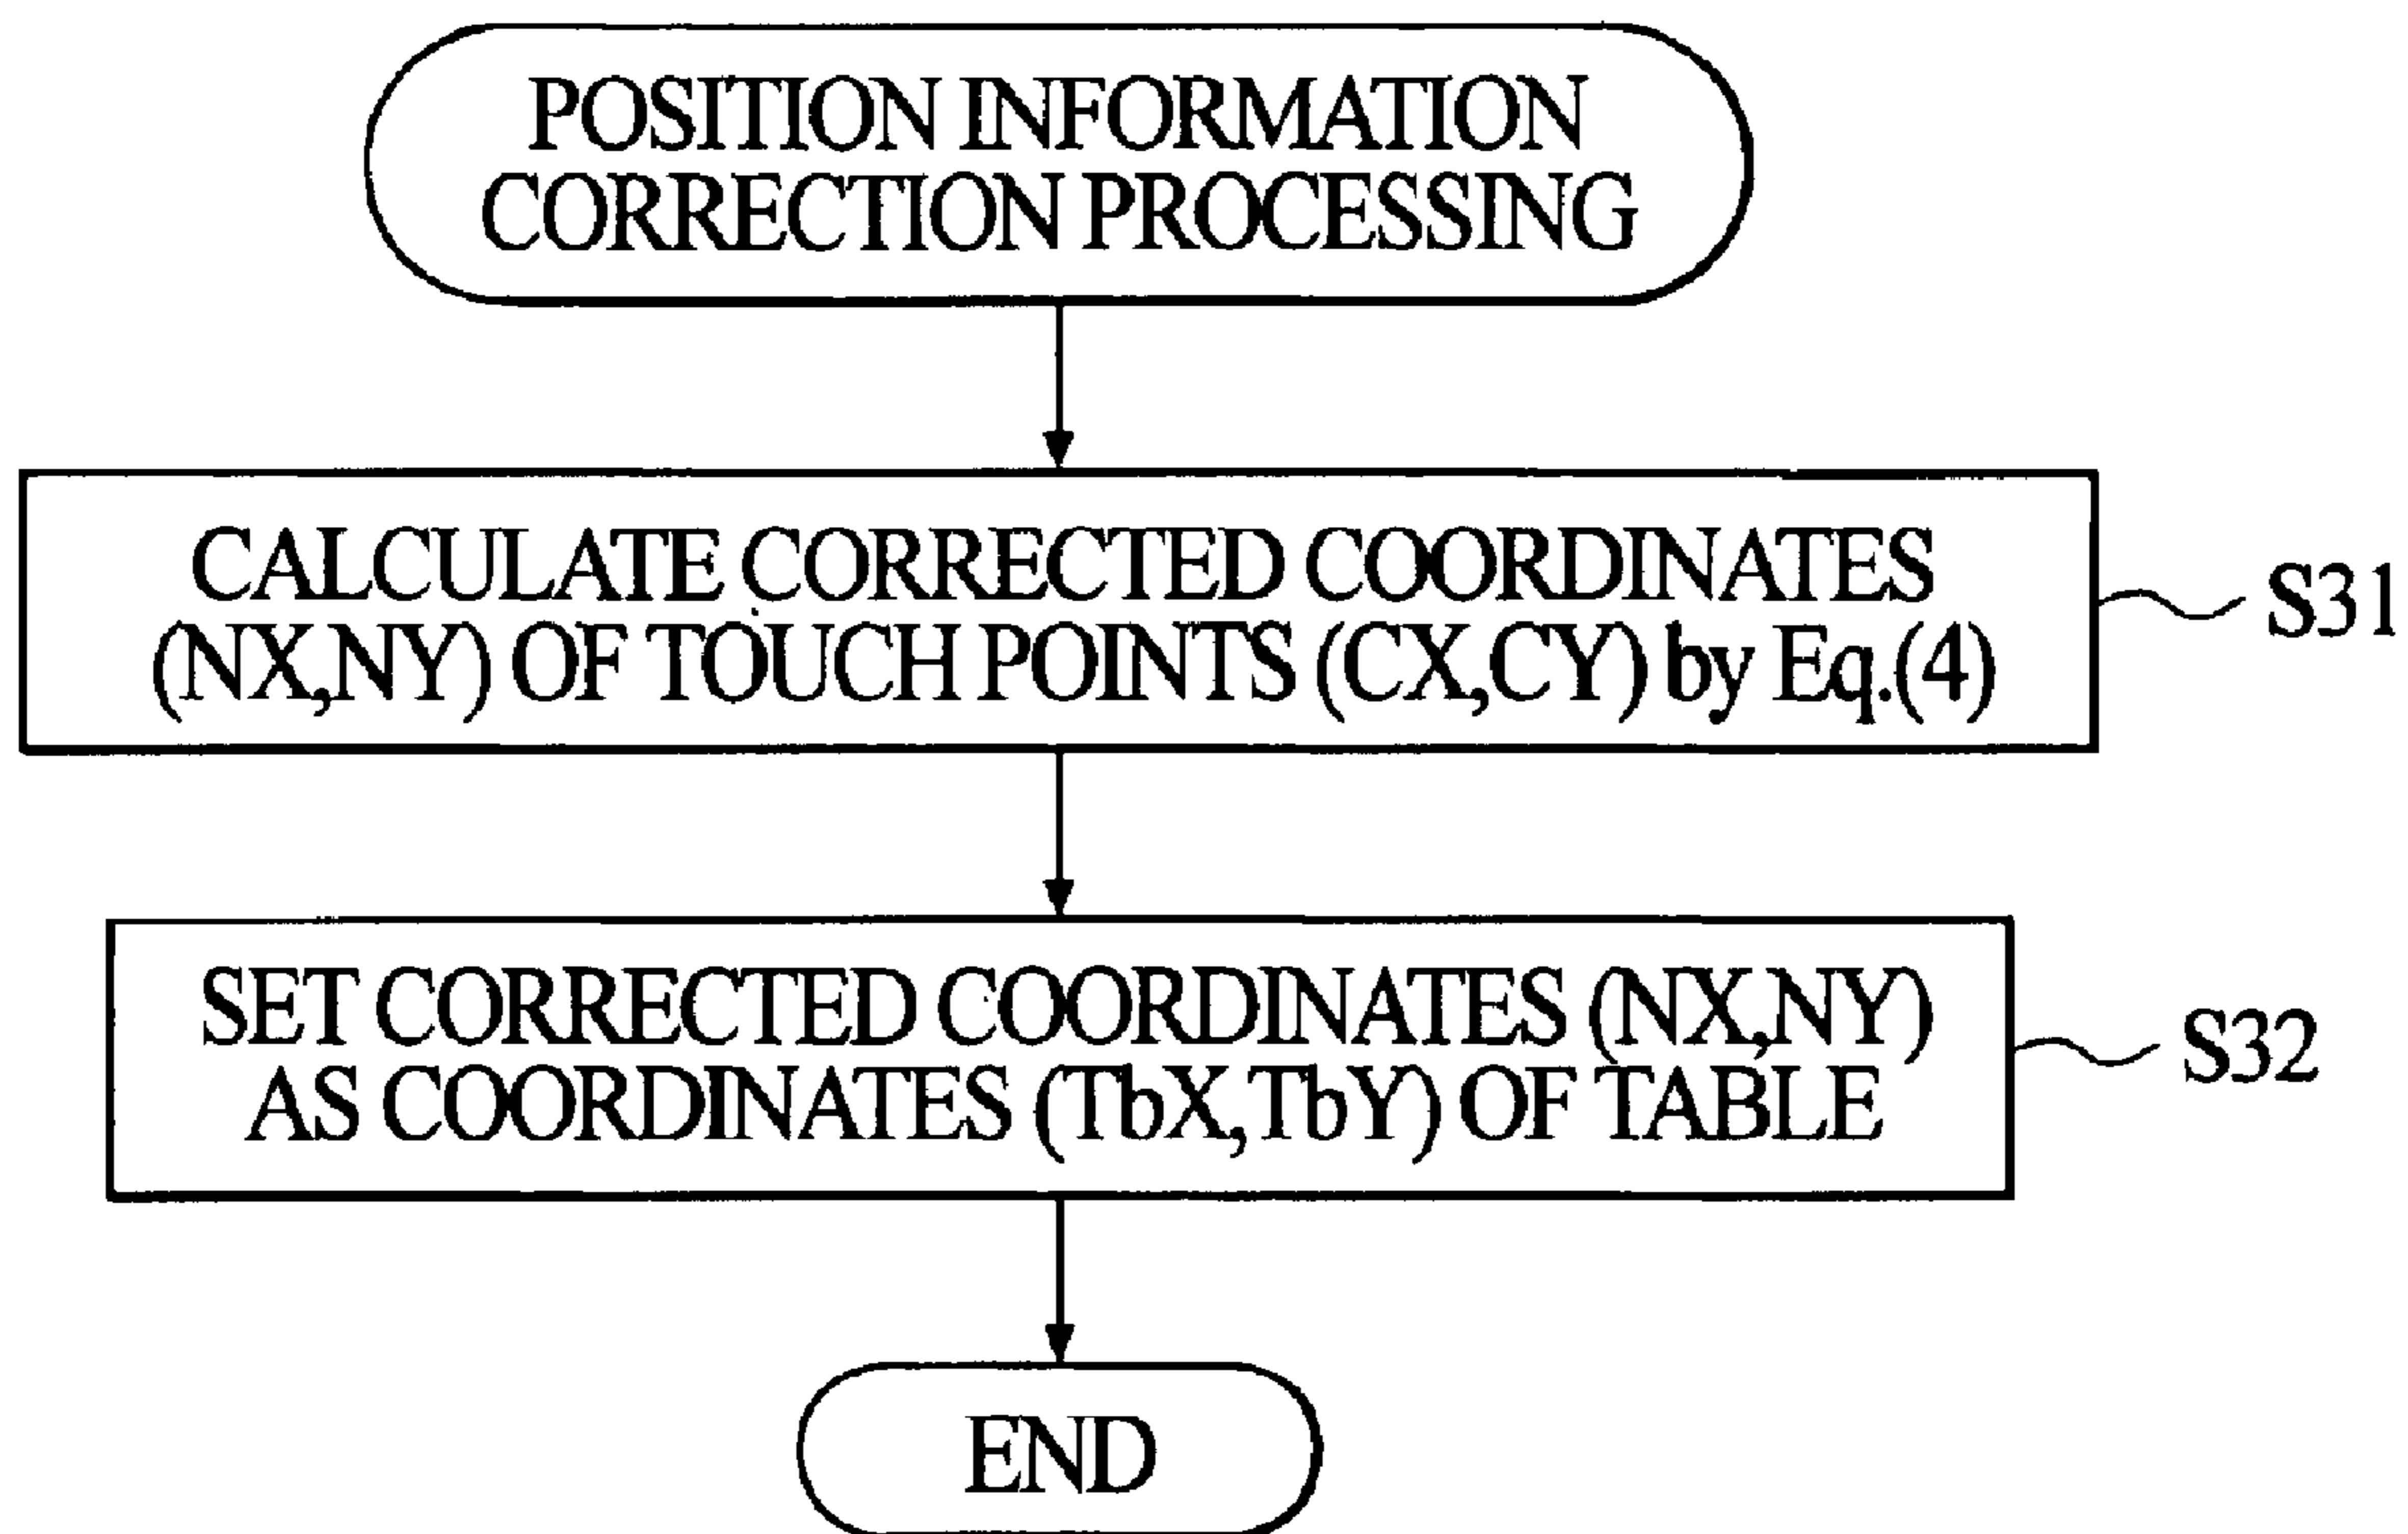 POSITION INFORMATION
CORRECTION PROCESSING
CALCULATE CORRECTED COORDINATES
(NX,NY) OF TOUCH POINTS (CX,CY) by Eq.(4)
S31
SET CORRECTED COORDINATES (NX,NY)
AS COORDINATES (TbX,TbY) OF TABLE
S32
END